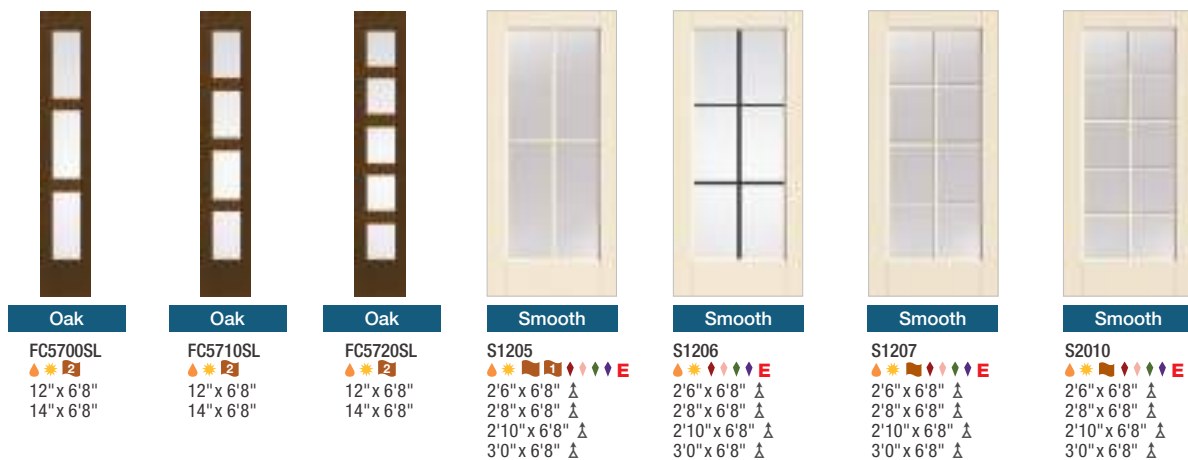 Oak
FC5700SL
2
12" x 6'8"
14" x 6'8"
Oak
FC5710SL
2
12" x 6'8"
14" x 6'8"
Oak
FC5720SL
2
12" x 6'8"
14" x 6'8"
Smooth
S1205
1 E
2'6" x 6'8"
2'8" x 6'8"
2'10" x 6'8"
3'0" x 6'8"
Smooth
S1206
E
2'6" x 6'8"
2'8" x 6'8"
2'10" x 6'8"
3'0" x 6'8"
Smooth
S1207
E
2'6" x 6'8"
2'8" x 6'8"
2'10" x 6'8"
3'0" x 6'8"
Smooth
S2010
E
2'6" x 6'8"
2'8" x 6'8"
2'10" x 6'8"
3'0" x 6'8"